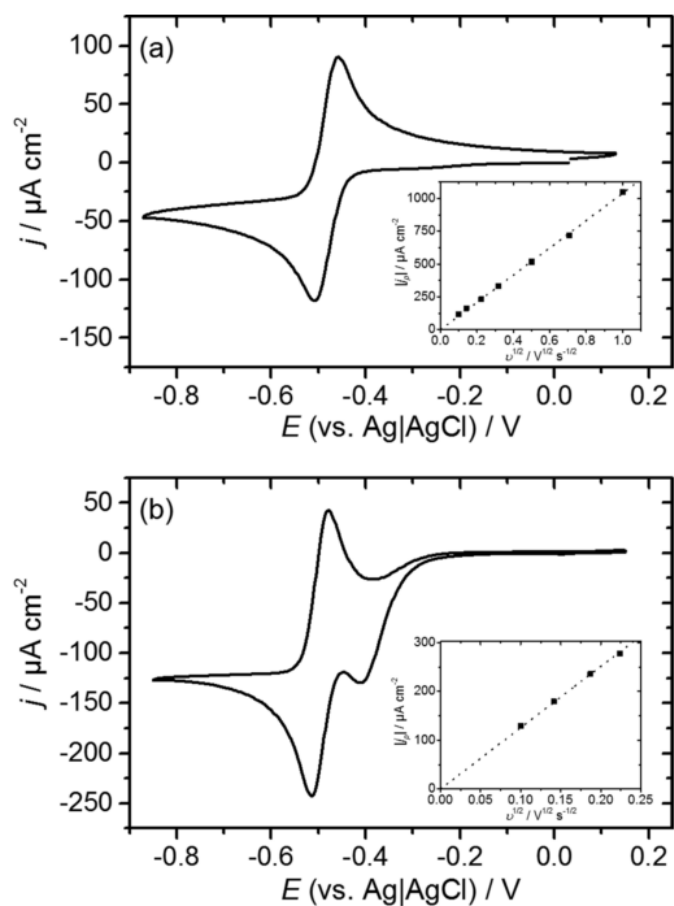 (a)
100
50
0
-50
-100
-150
j / µA cm-2
-0.8 -0.6 -0.4 -0.2 0.0 0.2
E (vs. Ag|AgCl) / V
1000
750
500
250
0
|jp| / µA cm-2
0.0 0.2 0.4 0.6 0.8 1.0
υ1/2 / V1/2 s-1/2
(b)
50
0
-50
-100
-150
-200
-250
j / µA cm-2
-0.8 -0.6 -0.4 -0.2 0.0 0.2
E (vs. Ag|AgCl) / V
300
200
100
0
|jp| / µA cm-2
0.00 0.05 0.10 0.15 0.20 0.25
υ1/2 / V1/2 s-1/2